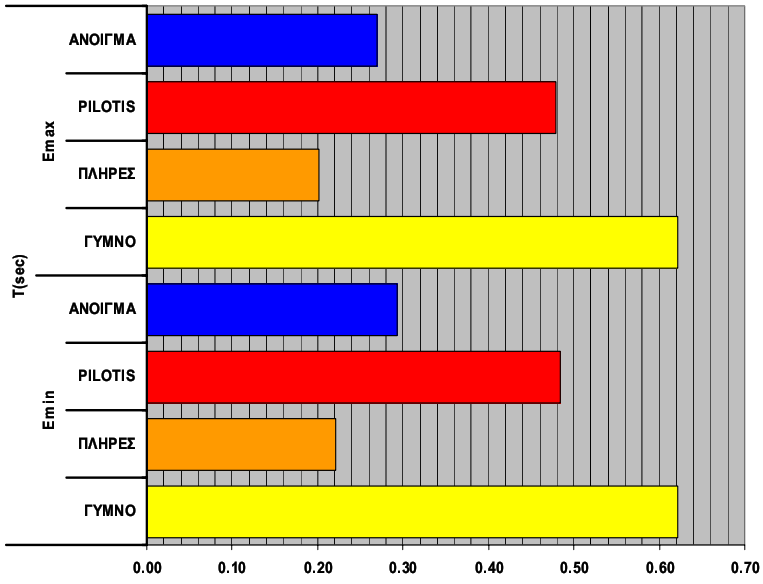 ΑΝΟΙΓΜΑ
PILOTIS
Emax
ΠΛΗΡΕΣ
ΓΥΜΝΟ
T(sec)
ΑΝΟΙΓΜΑ
PILOTIS
Emin
ΠΛΗΡΕΣ
ΓΥΜΝΟ
0.00 0.10 0.20 0.30 0.40 0.50 0.60 0.70